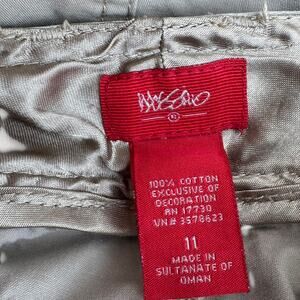 Mossimo
100% COTTON
EXCLUSIVE OF
DECORATION
RN 17730
VN# 3578623
11
MADE IN
SULTANATE OF
OMAN